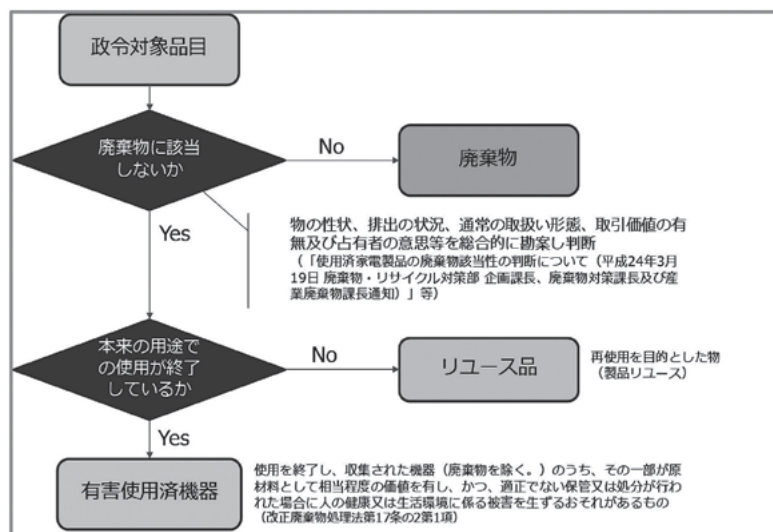 政令対象品目
廃棄物に該当
しないか
No
廃棄物
Yes
物の性状、排出の状況、通常の取扱い形態、取引価値の有
無及び占有者の意思等を総合的に勘案し判断
（「使用済家電製品の廃棄物該当性の判断について（平成24年3月
19日 廃棄物・リサイクル対策部 企画課長、廃棄物対策課長及び産
業廃棄物課長通知）」等）
本来の用途で
の使用が終了
しているか
No
リユース品
再使用を目的とした物
（製品リユース）
Yes
有害使用済機器
使用を終了し、収集された機器（廃棄物を除く。）のうち、その一部が原
材料として相当程度の価値を有し、かつ、適正でない保管又は処分が行わ
れた場合に人の健康又は生活環境に係る被害を生ずるおそれがあるもの
（改正廃棄物処理法第17条の2第1項）